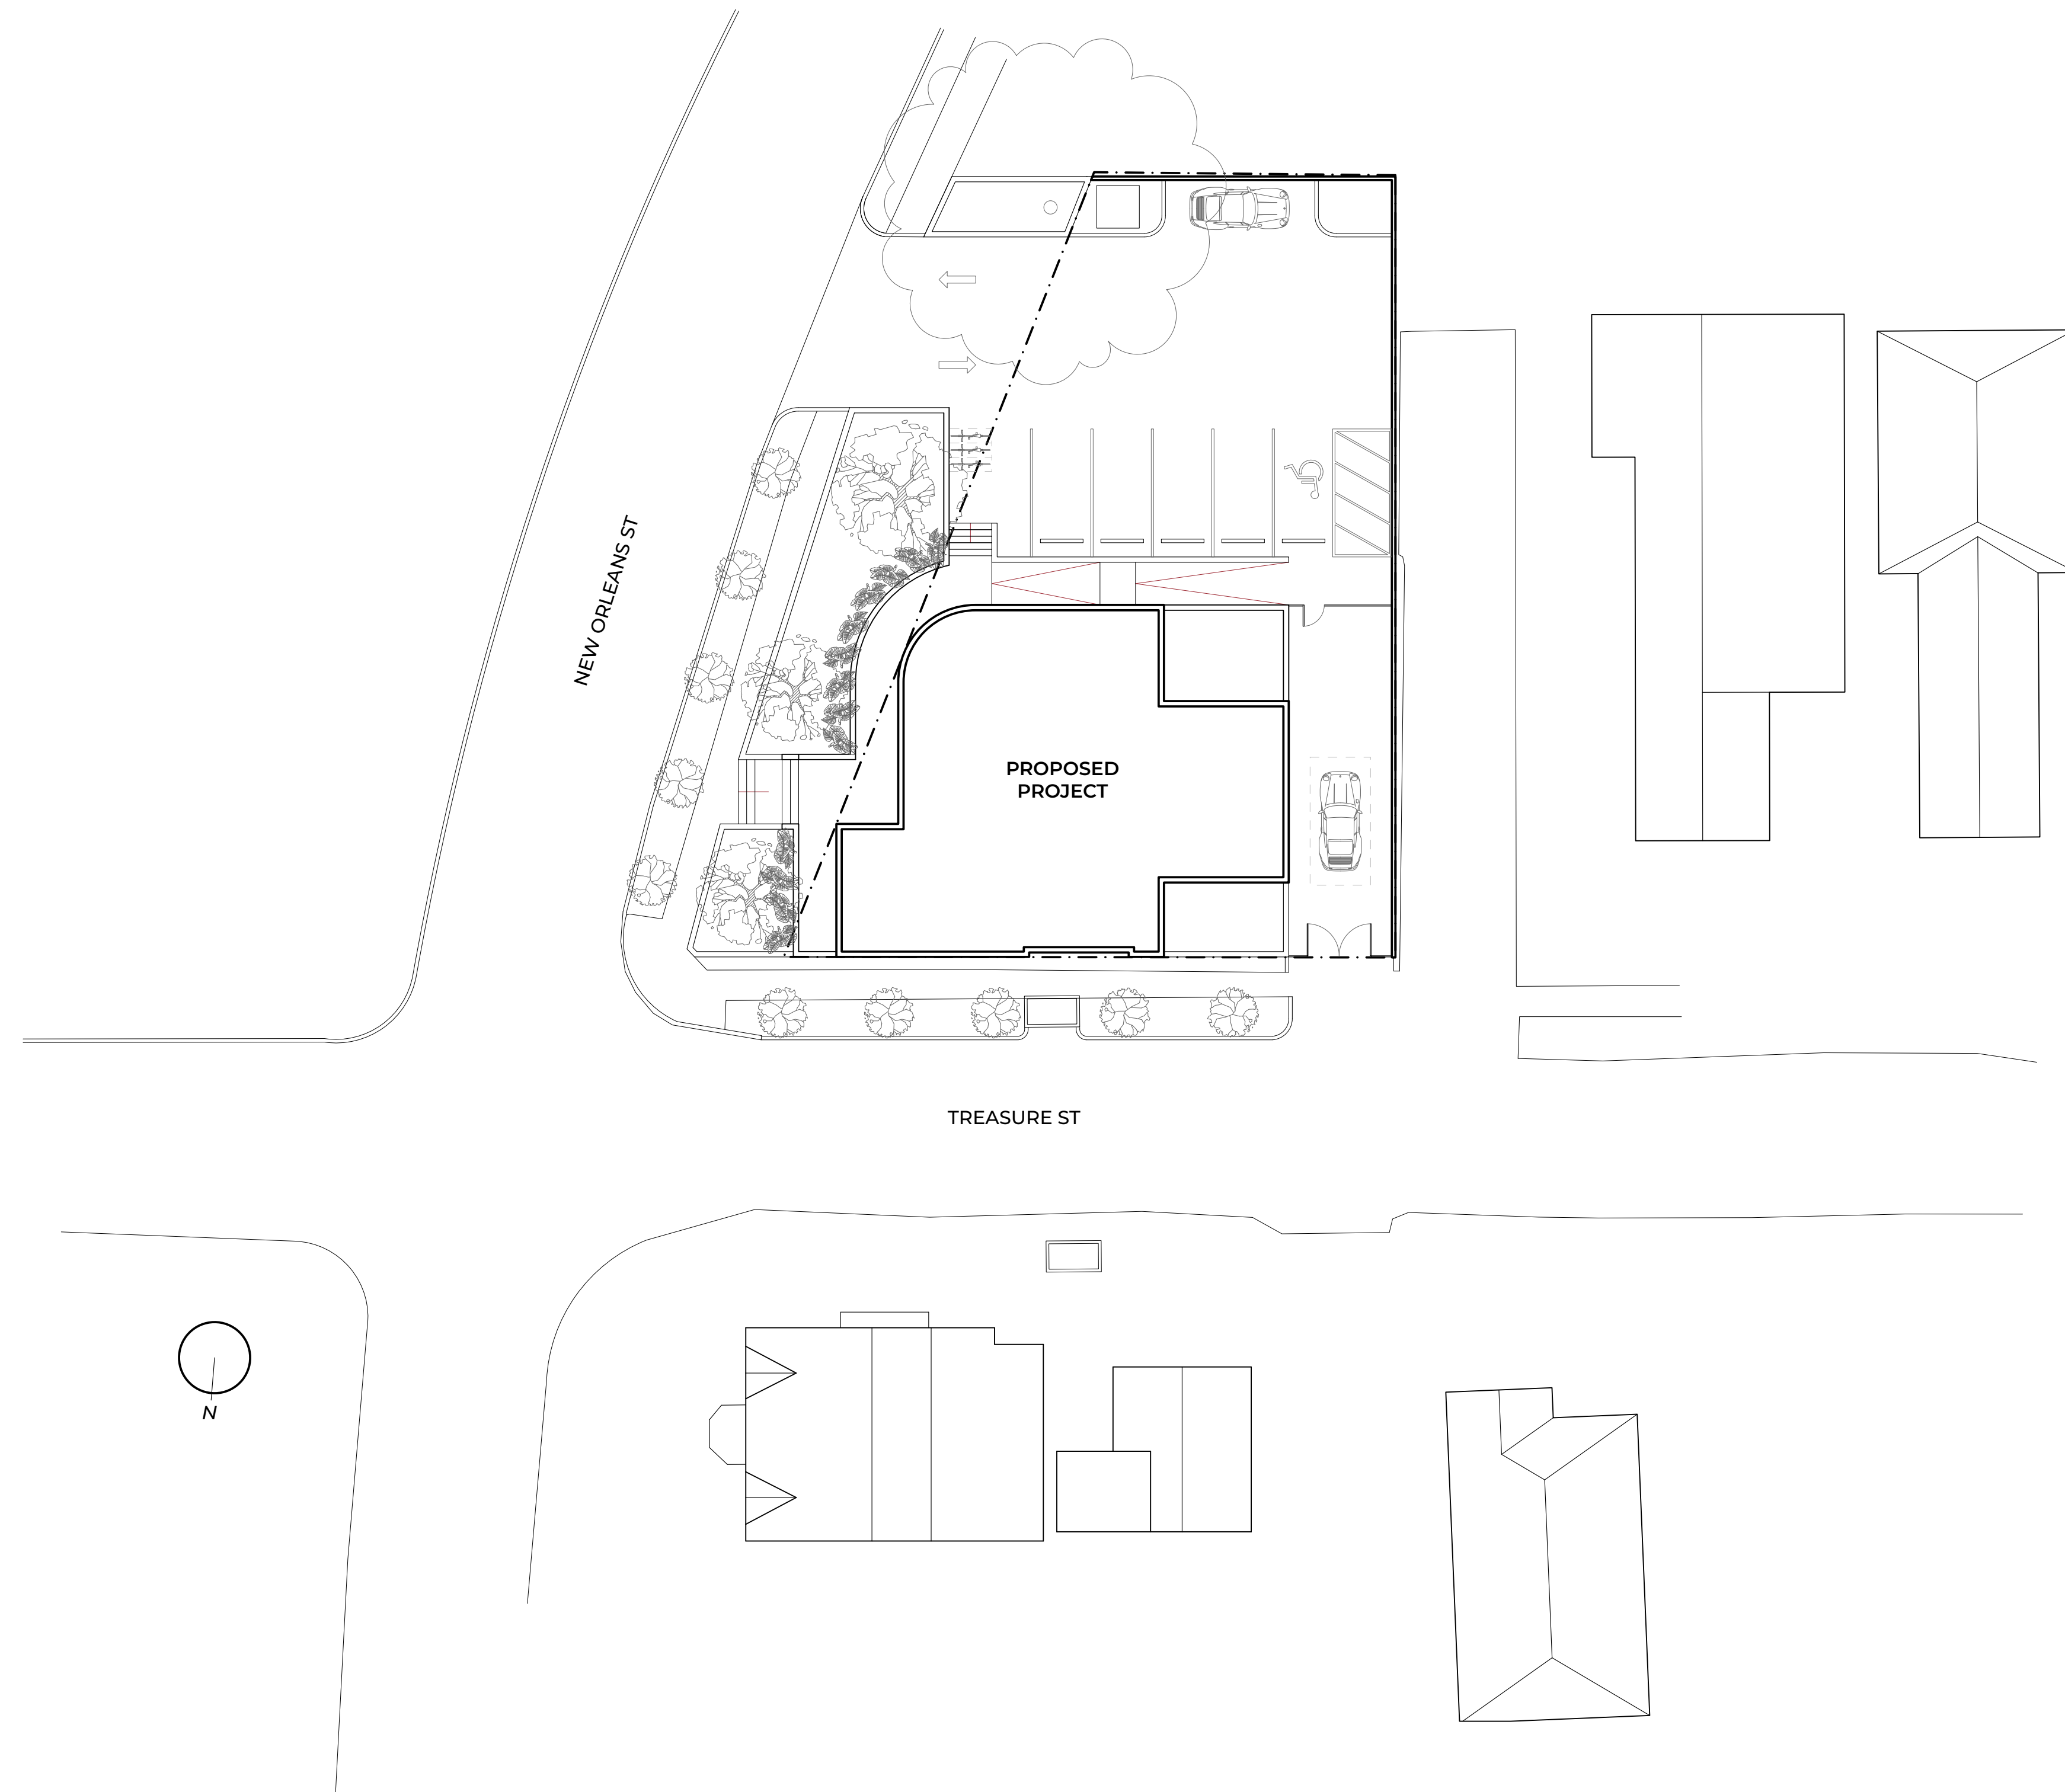 NEW ORLEANS ST
PROPOSED
PROJECT
TREASURE ST
N